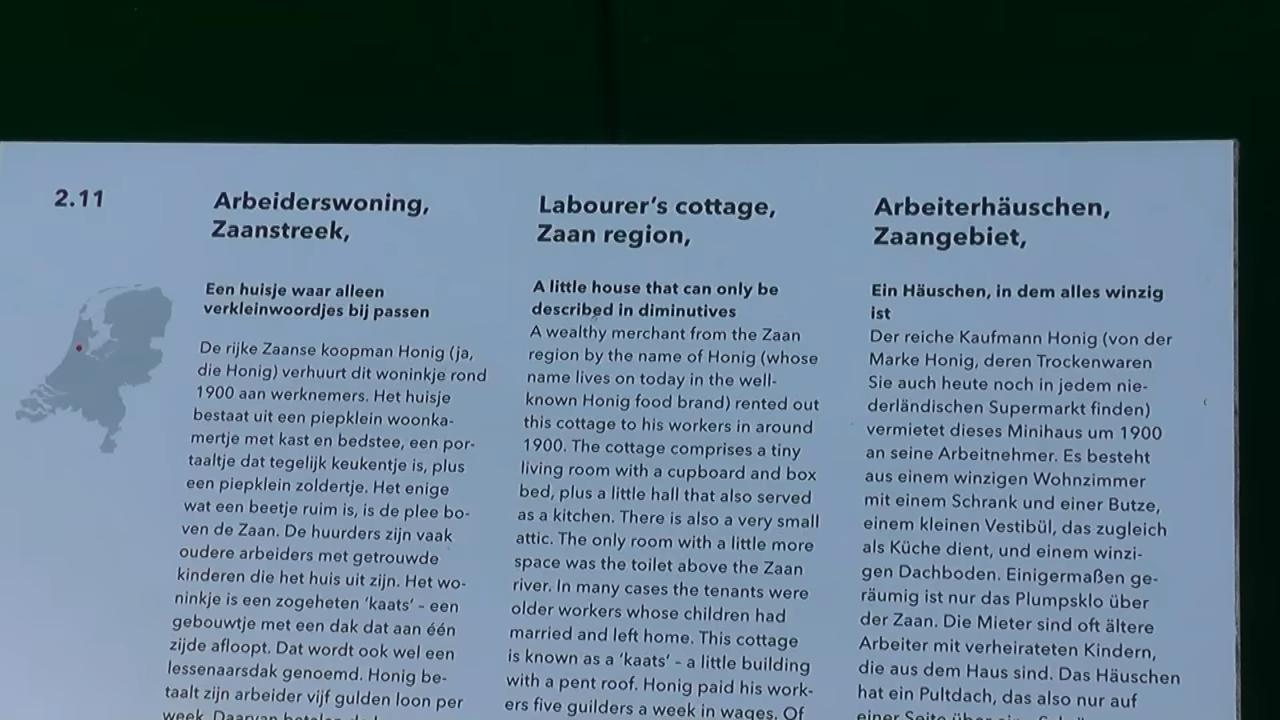 2.11
Arbeiderswoning,
Zaanstreek,
Een huisje waar alleen
verkleinwoordjes bij passen
De rijke Zaanse koopman Honig (ja,
die Honig) verhuurt dit woninkje rond
1900 aan werknemers. Het huisje
bestaat uit een piepklein woonka-
mertje met kast en bedstee, een por-
taaltje dat tegelijk keukentje is, plus
een piepklein zoldertje. Het enige
wat een beetje ruim is, is de plee bo-
ven de Zaan. De huurders zijn vaak
oudere arbeiders met getrouwde
kinderen die het huis uit zijn. Het wo-
ninkje is een zogeheten ‘kaats’ – een
gebouwtje met een dak dat aan één
zijde afloopt. Dat wordt ook wel een
lessenaarsdak genoemd. Honig be-
taalt zijn arbeider vijf gulden loon per
week. Daarvan
Labourer’s cottage,
Zaan region,
A little house that can only be
described in diminutives
A wealthy merchant from the Zaan
region by the name of Honig (whose
name lives on today in the well-
known Honig food brand) rented out
this cottage to his workers in around
1900. The cottage comprises a tiny
living room with a cupboard and box
bed, plus a little hall that also served
as a kitchen. There is also a very small
attic. The only room with a little more
space was the toilet above the Zaan
river. In many cases the tenants were
older workers whose children had
married and left home. This cottage
is known as a ‘kaats’ – a little building
with a pent roof. Honig paid his work-
ers five guilders a week in wages. Of
Arbeiterhäuschen,
Zaangebiet,
Ein Häuschen, in dem alles winzig
ist
Der reiche Kaufmann Honig (von der
Marke Honig, deren Trockenwaren
Sie auch heute noch in jedem nie-
derländischen Supermarkt finden)
vermietet dieses Minihaus um 1900
an seine Arbeitnehmer. Es besteht
aus einem winzigen Wohnzimmer
mit einem Schrank und einer Butze,
einem kleinen Vestibül, das zugleich
als Küche dient, und einem winzi-
gen Dachboden. Einigermaßen ge-
räumig ist nur das Plumpsklo über
der Zaan. Die Mieter sind oft ältere
Arbeiter mit verheirateten Kindern,
die aus dem Haus sind. Das Häuschen
hat ein Pultdach, das also nur auf
einer Seite